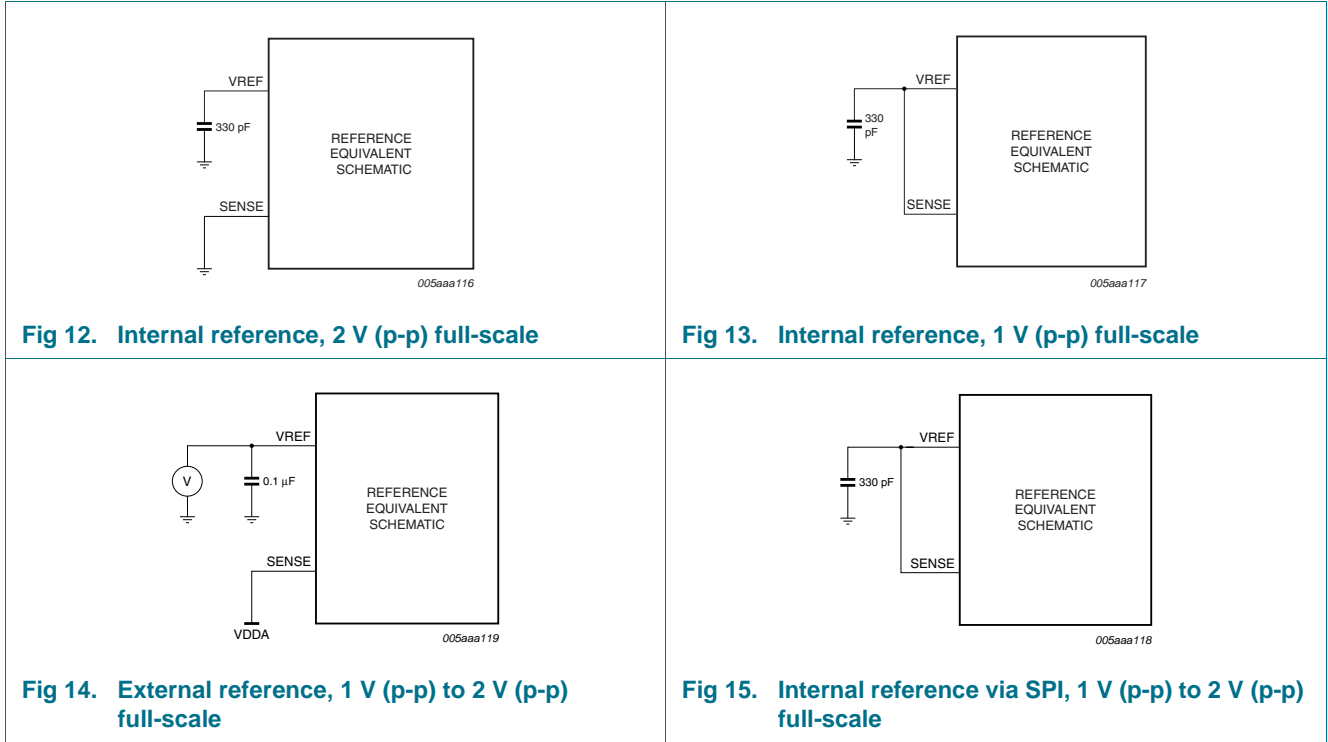 VREF
330 pF
REFERENCE
EQUIVALENT
SCHEMATIC
SENSE
005aaa116
Fig 12. Internal reference, 2 V (p-p) full-scale
VREF
330
pF
REFERENCE
EQUIVALENT
SCHEMATIC
SENSE
005aaa117
Fig 13. Internal reference, 1 V (p-p) full-scale
VREF
V
0.1 μF
REFERENCE
EQUIVALENT
SCHEMATIC
SENSE
VDDA
005aaa119
Fig 14. External reference, 1 V (p-p) to 2 V (p-p)
full-scale
VREF
330 pF
REFERENCE
EQUIVALENT
SCHEMATIC
SENSE
005aaa118
Fig 15. Internal reference via SPI, 1 V (p-p) to 2 V (p-p)
full-scale